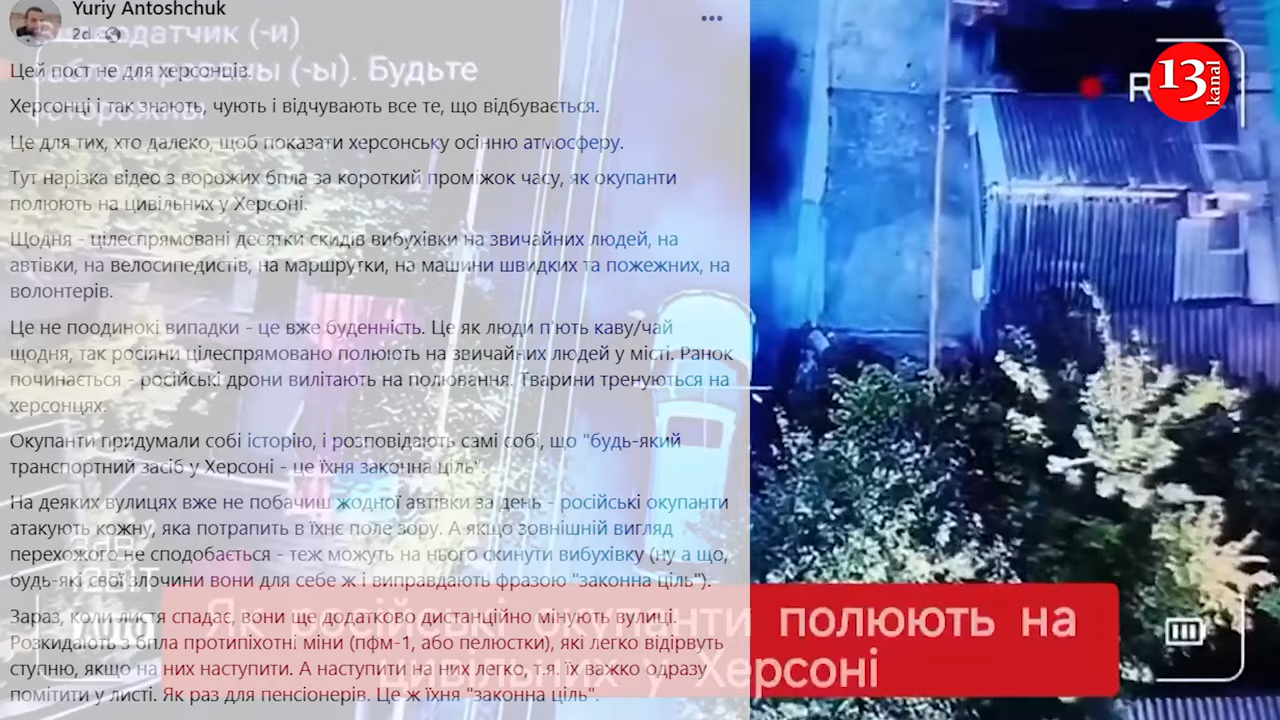 Yuriy Antoshchuk
2d
Видеодатчик (-и)
(-ы). Будьте
Цей пост не для херсонців.
Херсонці і так знають, чують і відчувають все те, що відбувається.
Це для тих, хто далеко, щоб показати херсонську осінню атмосферу.
Тут нарізка відео з ворожих бпла за короткий проміжок часу, як окупанти
полюють на цивільних у Херсоні.
Щодня - цілеспрямовані десятки скидів вибухівки на звичайних людей, на
автівки, на велосипедистів, на маршрутки, на машини швидких та пожежних, на
волонтерів.
Це не поодинокі випадки - це вже буденність. Це як люди п'ють каву/чай
щодня, так росіяни цілеспрямовано полюють на звичайних людей у місті. Ранок
починається - російські дрони вилітають на полювання. Тварини тренуються на
херсонцях.
Окупанти придумали собі історію, і розповідають самі собі, що "будь-який
транспортний засіб у Херсоні - це їхня законна ціль".
На деяких вулицях вже не побачиш жодної автівки за день - російські окупанти
атакують кожну, яка потрапить в їхнє поле зору. А якщо зовнішній вигляд
перехожого не сподобається - теж можуть на нього скинути вибухівку (ну а що,
будь-які свої злочини вони для себе ж і виправдають фразою "законна ціль").
Зараз, коли листя спадає, вони ще додатково дистанційно мінують вулиці.
Розкидають з бпла протипіхотні міни (пфм-1, або пелюстки), які легко відірвуть
ступню, якщо на них наступити. А наступити на них легко, т.я. їх важко одразу
помітити у листі. Як раз для пенсіонерів. Це ж їхня "законна ціль".
Як російські окупанти полюють на
цивільних у Херсоні
R
13
kanal